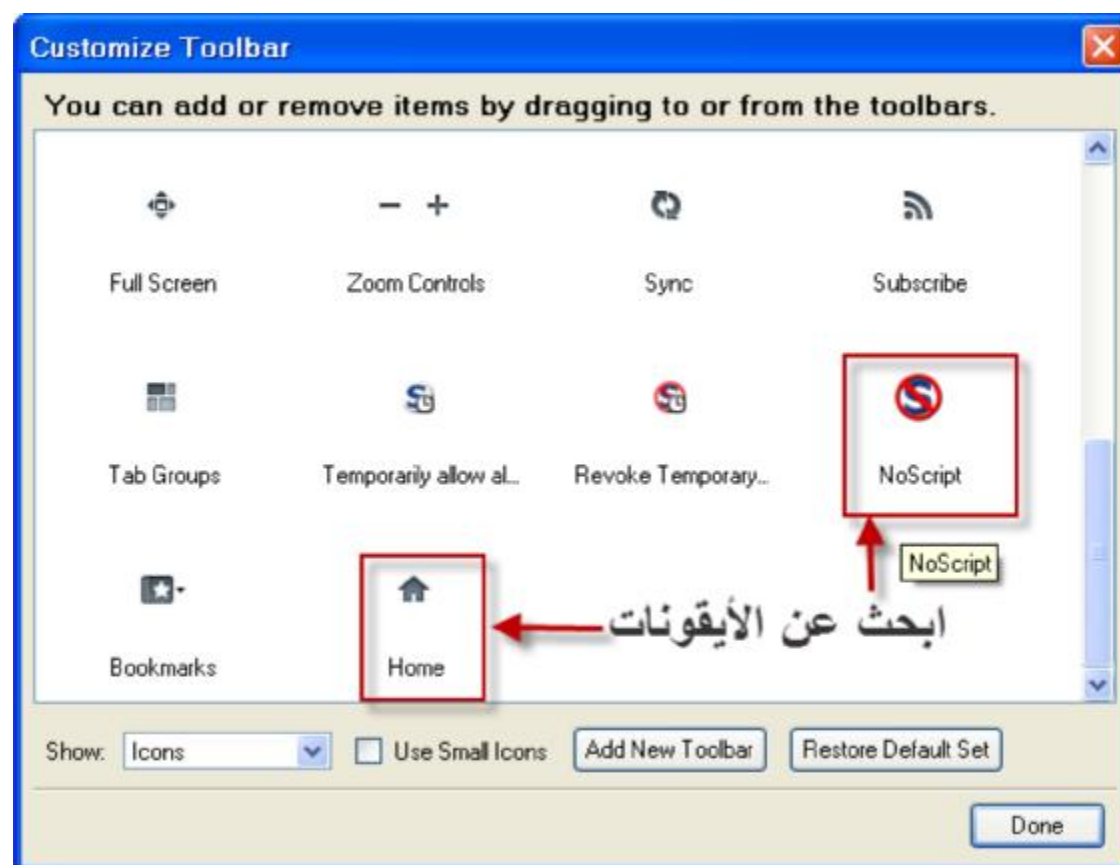 Customize Toolbar
You can add or remove items by dragging to or from the toolbars.
Full Screen
Zoom Controls
Sync
Subscribe
Tab Groups
Temporarily allow al...
Revoke Temporary...
NoScript
NoScript
ابحث عن الأيقونات
Bookmarks
Home
Show: Icons
Use Small Icons
Add New Toolbar
Restore Default Set
Done